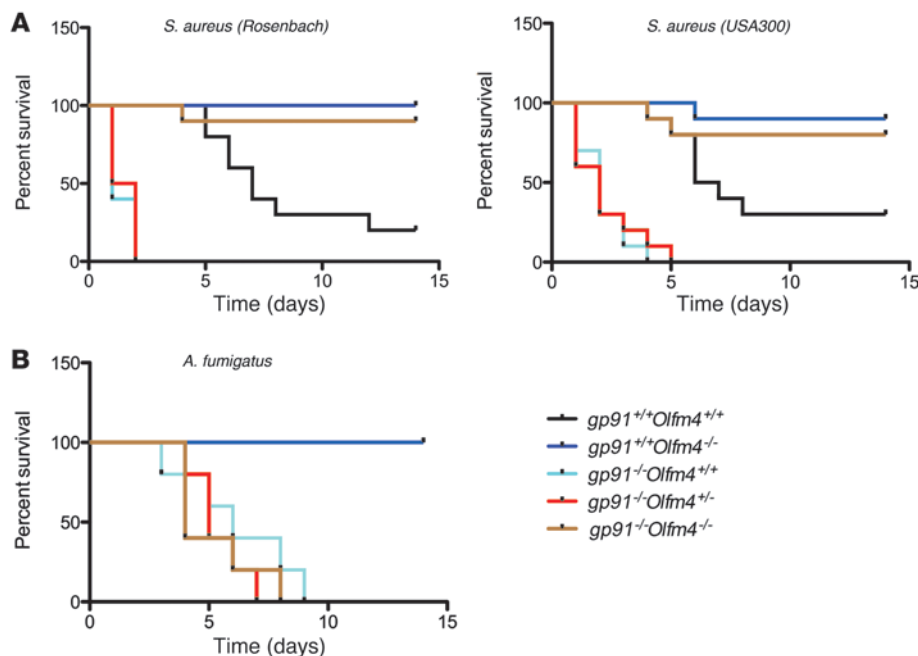 A
S. aureus (Rosenbach)
150
100
50
0
Percent survival
0 5 10 15
Time (days)
S. aureus (USA300)
150
100
50
0
Percent survival
0 5 10 15
Time (days)
B
A. fumigatus
150
100
50
0
Percent survival
0 5 10 15
Time (days)
gp91+/+Olfm4+/+
gp91+/+Olfm4-/-
gp91-/-Olfm4+/+
gp91-/-Olfm4+/-
gp91-/-Olfm4-/-